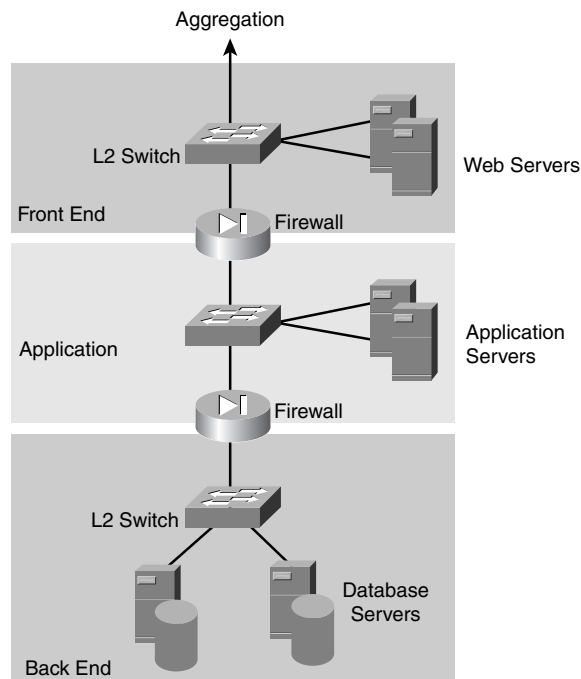 Aggregation
L2 Switch
Web Servers
Front End
Firewall
Application
Application
Servers
Firewall
L2 Switch
Database
Servers
Back End